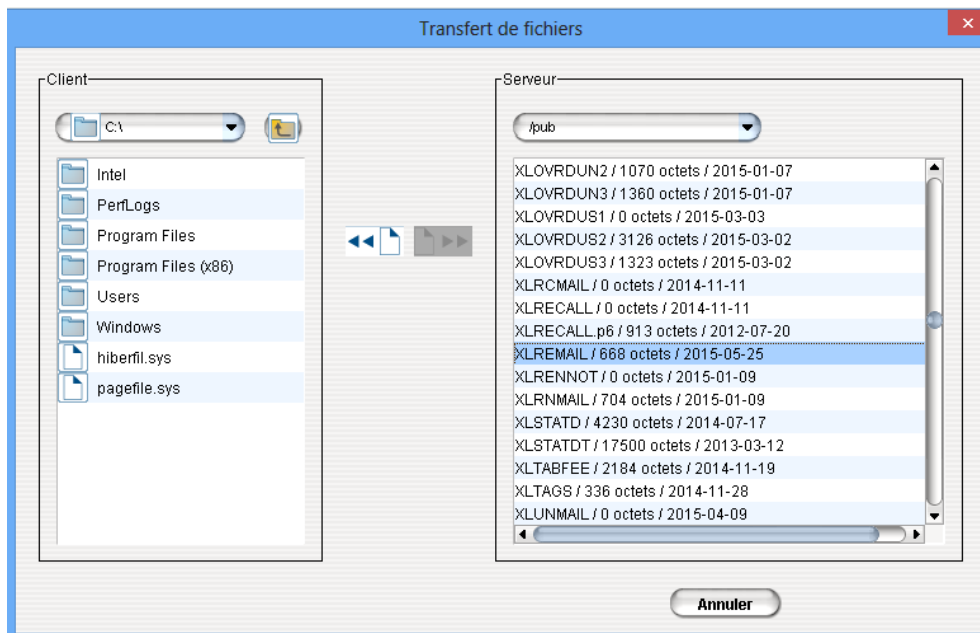 Transfert de fichiers
Client
C:\
Intel
PerfLogs
Program Files
Program Files (x86)
Users
Windows
hiberfil.sys
pagefile.sys
Serveur
/pub
XLOVRDUN2 / 1070 octets / 2015-01-07
XLOVRDUN3 / 1360 octets / 2015-01-07
XLOVRDUS1 / 0 octets / 2015-03-03
XLOVRDUS2 / 3126 octets / 2015-03-02
XLOVRDUS3 / 1323 octets / 2015-03-02
XLRCMAIL / 0 octets / 2014-11-11
XLRECALL / 0 octets / 2014-11-11
XLRECALL.p6 / 913 octets / 2012-07-20
XLREMAIL / 668 octets / 2015-05-25
XLRENNOT / 0 octets / 2015-01-09
XLRNMAIL / 704 octets / 2015-01-09
XLSTATD / 4230 octets / 2014-07-17
XLSTATDT / 17500 octets / 2013-03-12
XLTABFEE / 2184 octets / 2014-11-19
XLTAGS / 336 octets / 2014-11-28
XLUNMAIL / 0 octets / 2015-04-09
Annuler